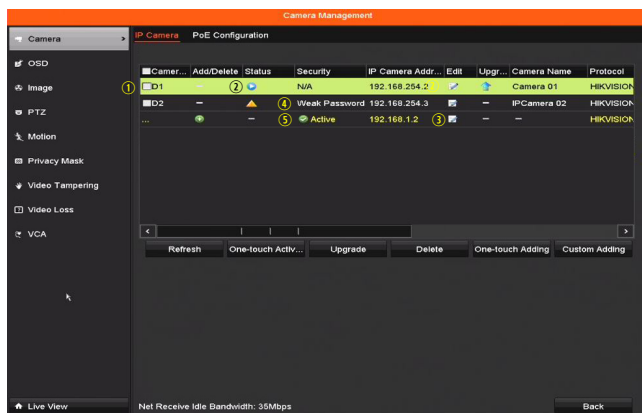 Camera Management
Camera >
IP Camera PoE Configuration
OSD
Image
PTZ
Motion
Privacy Mask
Video Tampering
Video Loss
VCA
Camer... Add/Delete Status Security IP Camera Addr... Edit Upgr... Camera Name Protocol
① D1 − ② N/A 192.168.254.2 Camera 01 HIKVISION
D2 − ④ Weak Password 192.168.254.3 − IPCamera 02 HIKVISION
... − ⑤ Active 192.168.1.2 ③ − − HIKVISION
< >
Refresh One-touch Activ... Upgrade Delete One-touch Adding Custom Adding
Live View Net Receive Idle Bandwidth: 35Mbps Back